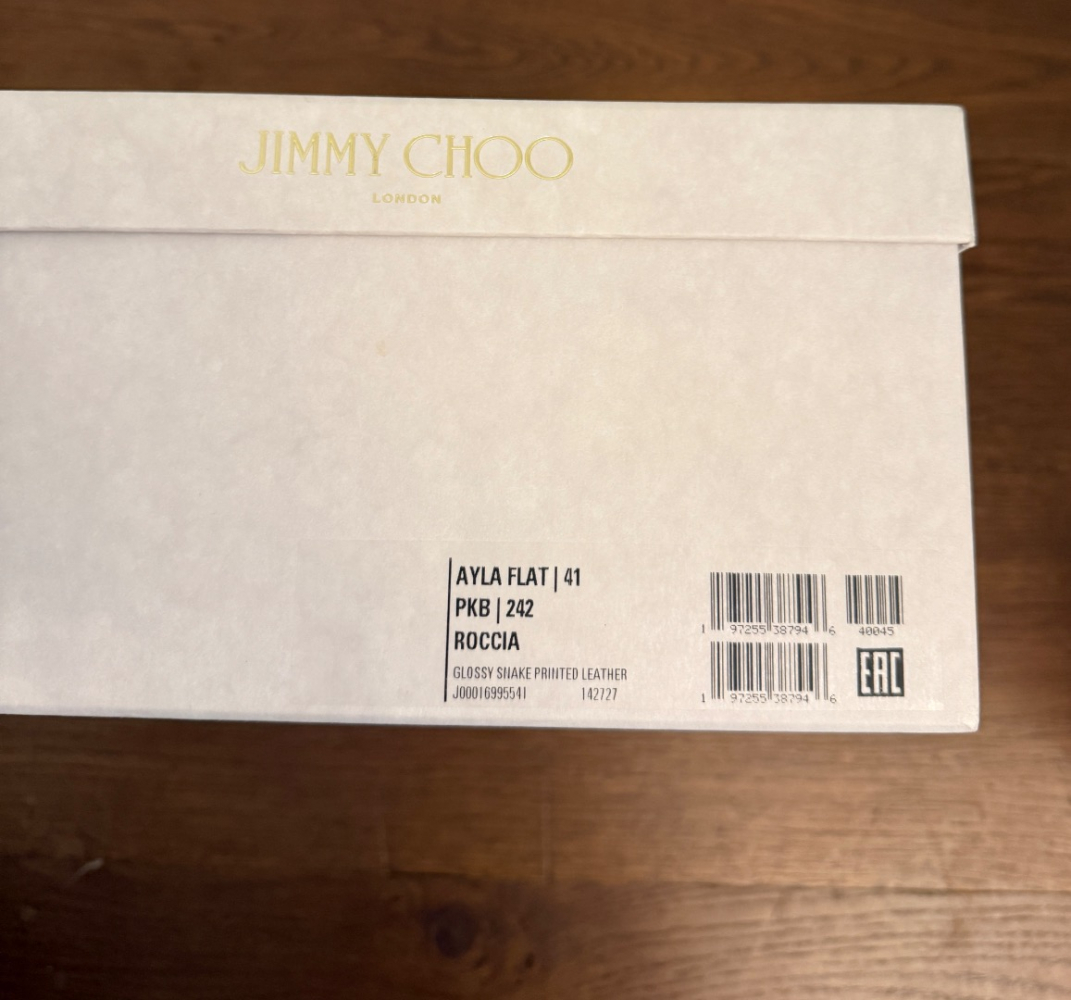 JIMMY CHOO
LONDON
AYLA FLAT | 41
PKB | 242
ROCCIA
GLOSSY SNAKE PRINTED LEATHER
J00016995541 142727
1 97255 38794 6
40045
1 97255 38794 6
EAC